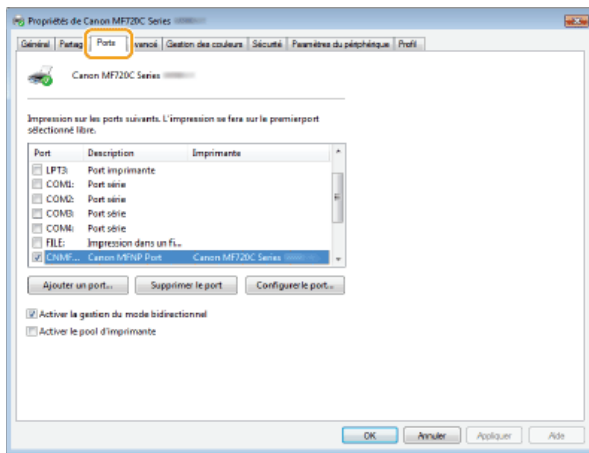 Propriétés de Canon MF720C Series
Général Partag Ports vancé Gestion des couleurs Sécurité Paramètres du périphérique Profil
Canon MF720C Series
Impression sur les ports suivants. L'impression se fera sur le premierport
sélectionné libre.
Port Description Imprimante
LPT3: Port imprimante
COM1: Port série
COM2: Port série
COM3: Port série
COM4: Port série
FILE: Impression dans un fi...
CNMF... Canon MFNP Port Canon MF720C Series
Ajouter un port... Supprimer le port Configurer le port...
Activer la gestion du mode bidirectionnel
Activer le pool d'imprimante
OK Annuler Appliquer Aide